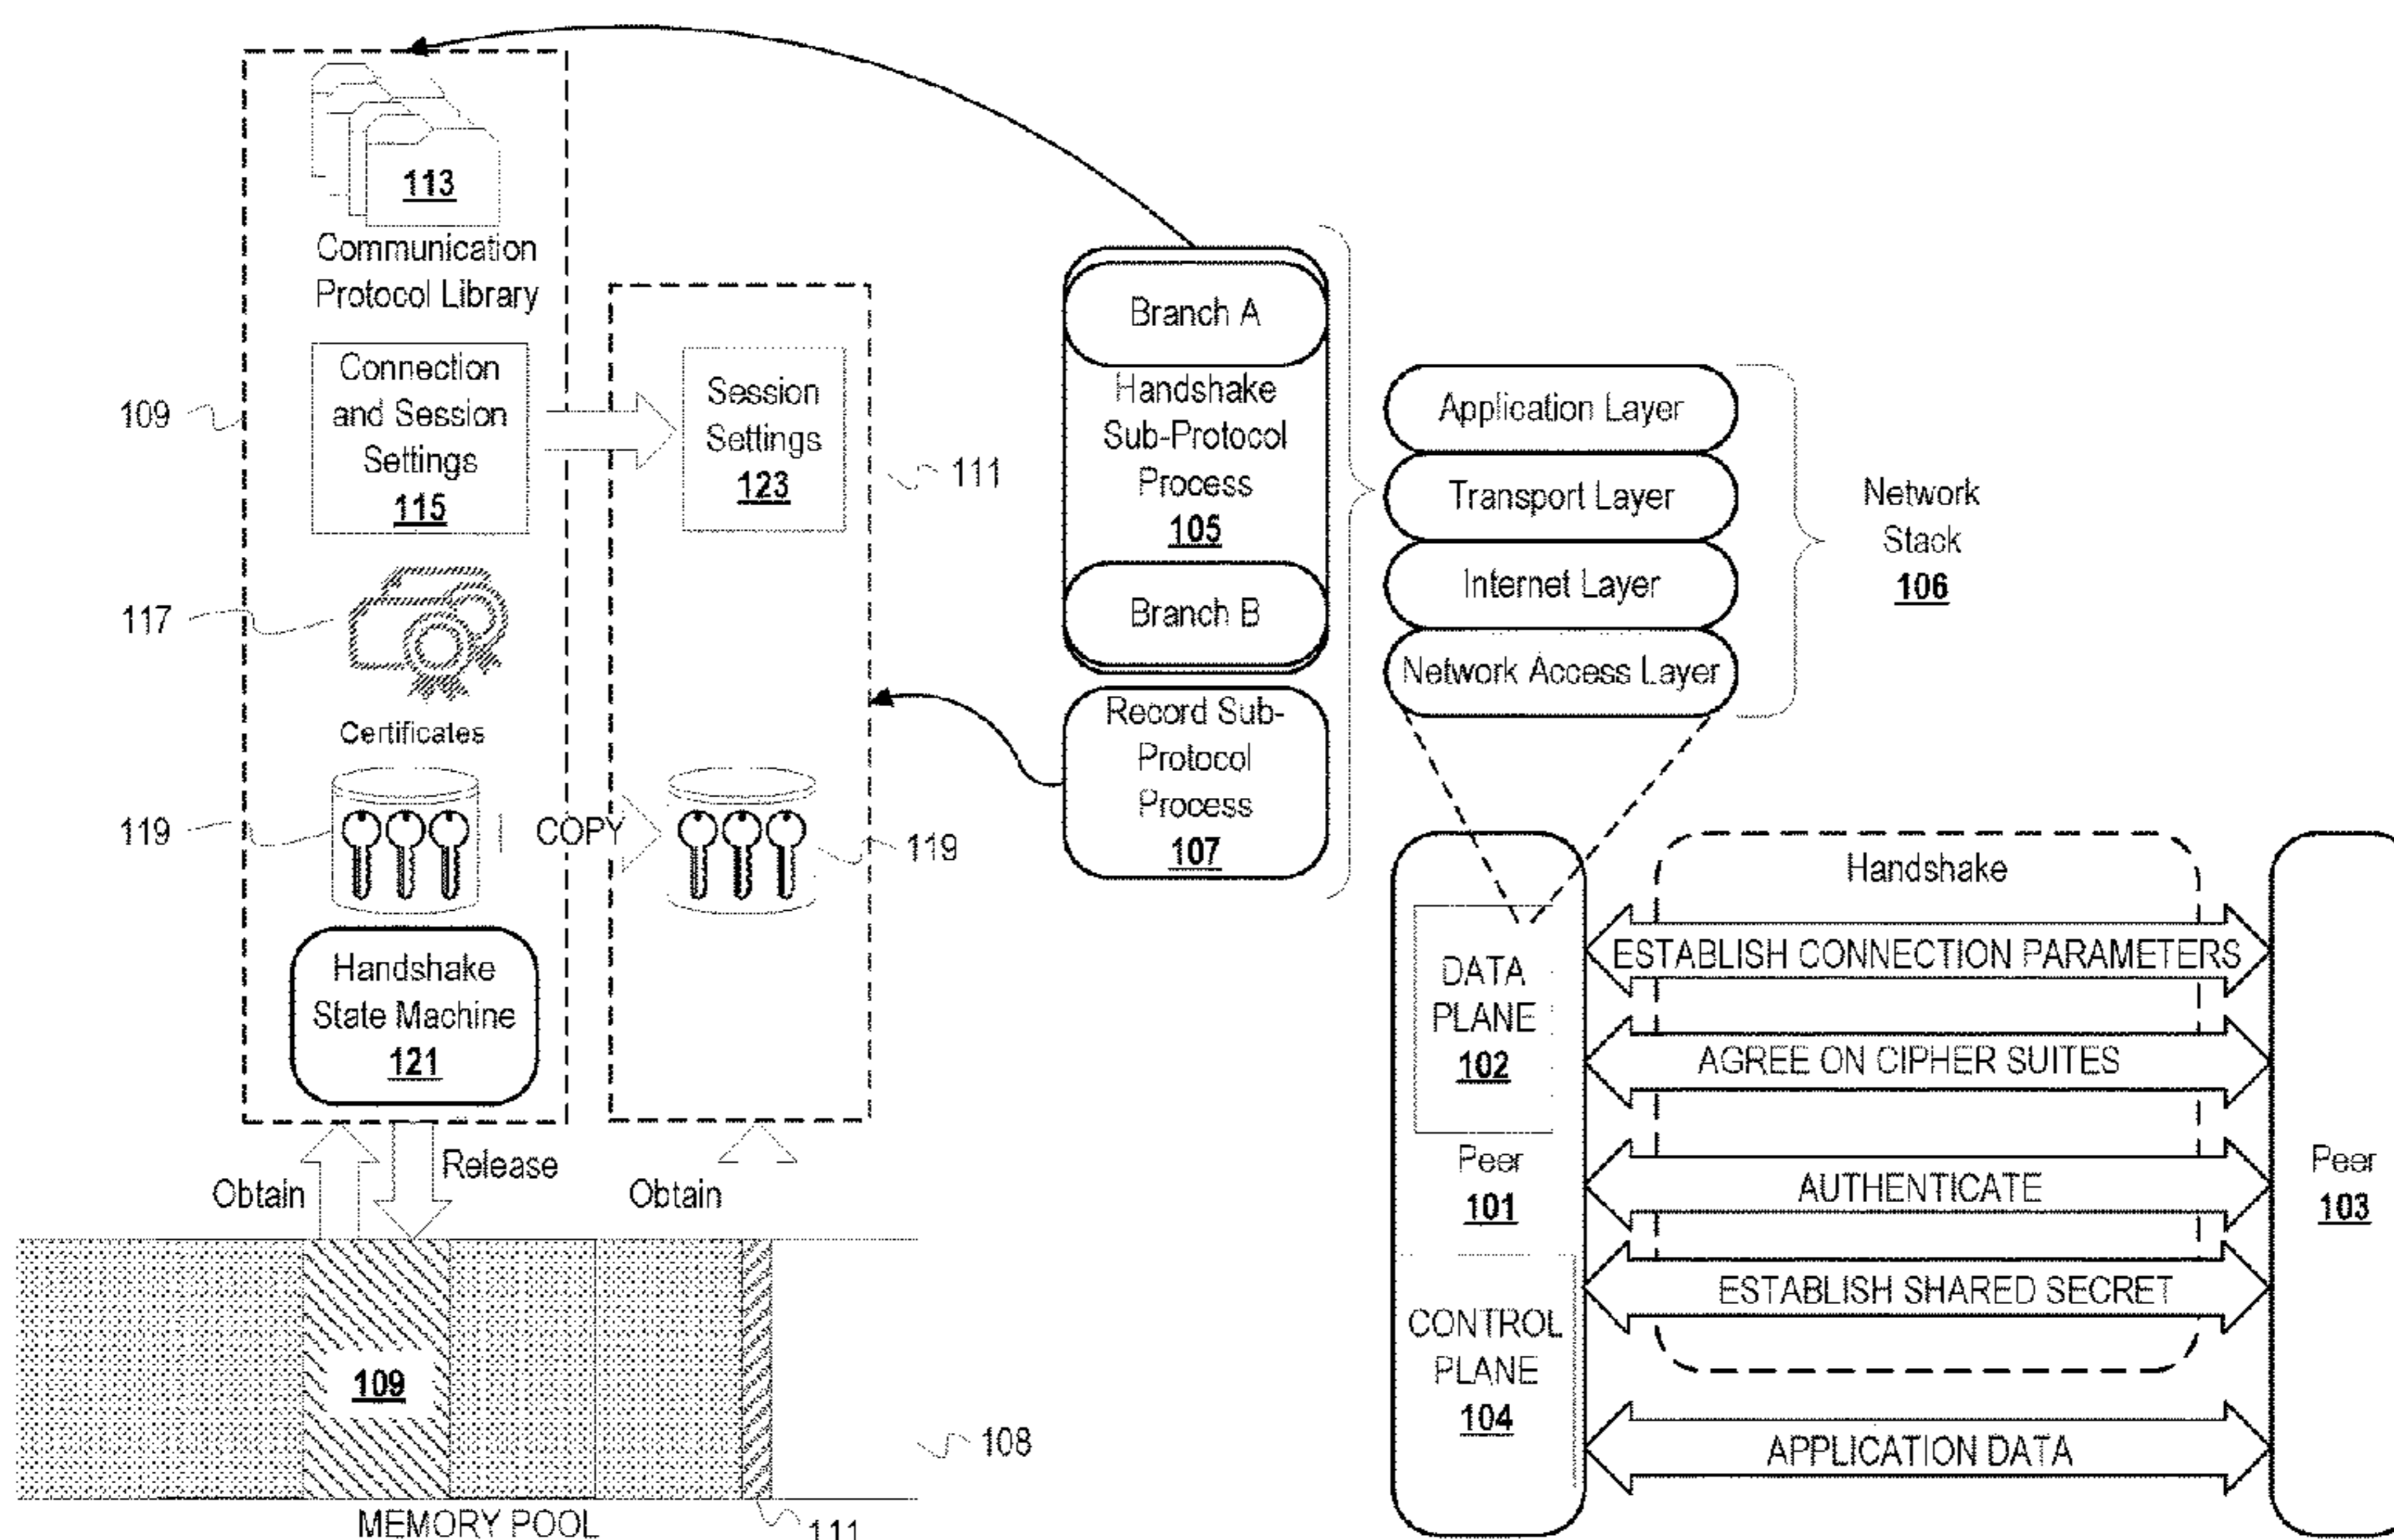 113
Communication
Protocol Library
Connection
and Session
Settings
115
109
117
Certificates
119
Handshake
State Machine
121
Session
Settings
123
111
COPY
119
Obtain
Release
Obtain
109
108
MEMORY POOL
111
Branch A
Handshake
Sub-Protocol
Process
105
Branch B
Record Sub-
Protocol
Process
107
Application Layer
Transport Layer
Internet Layer
Network Access Layer
Network
Stack
106
DATA
PLANE
102
Peer
101
CONTROL
PLANE
104
Handshake
ESTABLISH CONNECTION PARAMETERS
AGREE ON CIPHER SUITES
AUTHENTICATE
ESTABLISH SHARED SECRET
APPLICATION DATA
Peer
103